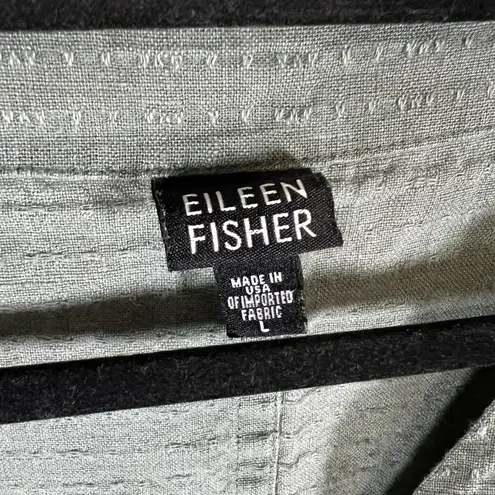 EILEEN
FISHER
MADE IN
USA
OF IMPORTED
FABRIC
L